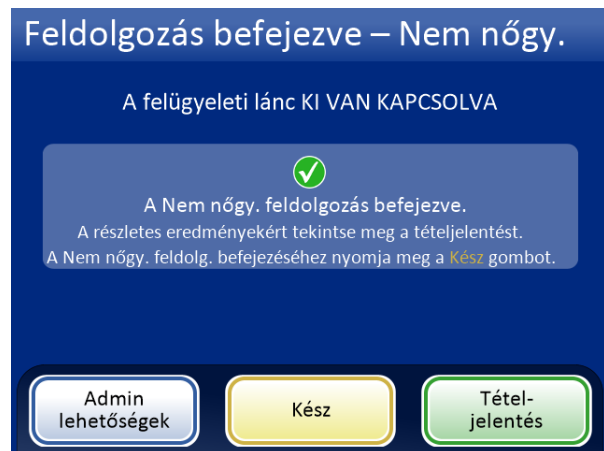 Feldolgozás befejezve – Nem nőgy.
A felügyeleti lánc KI VAN KAPCSOLVA
A Nem nőgy. feldolgozás befejezve.
A részletes eredményekért tekintse meg a tételjelentést.
A Nem nőgy. feldolg. befejezéséhez nyomja meg a Kész gombot.
Admin
lehetőségek
Kész
Tétel-
jelentés